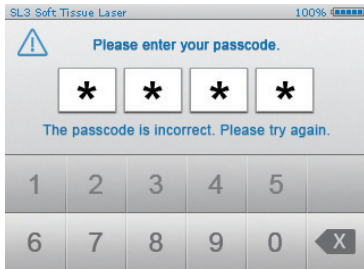 SL3 Soft Tissue Laser 100%
Please enter your passcode.
* * * *
The passcode is incorrect. Please try again.
1 2 3 4 5
6 7 8 9 0 X